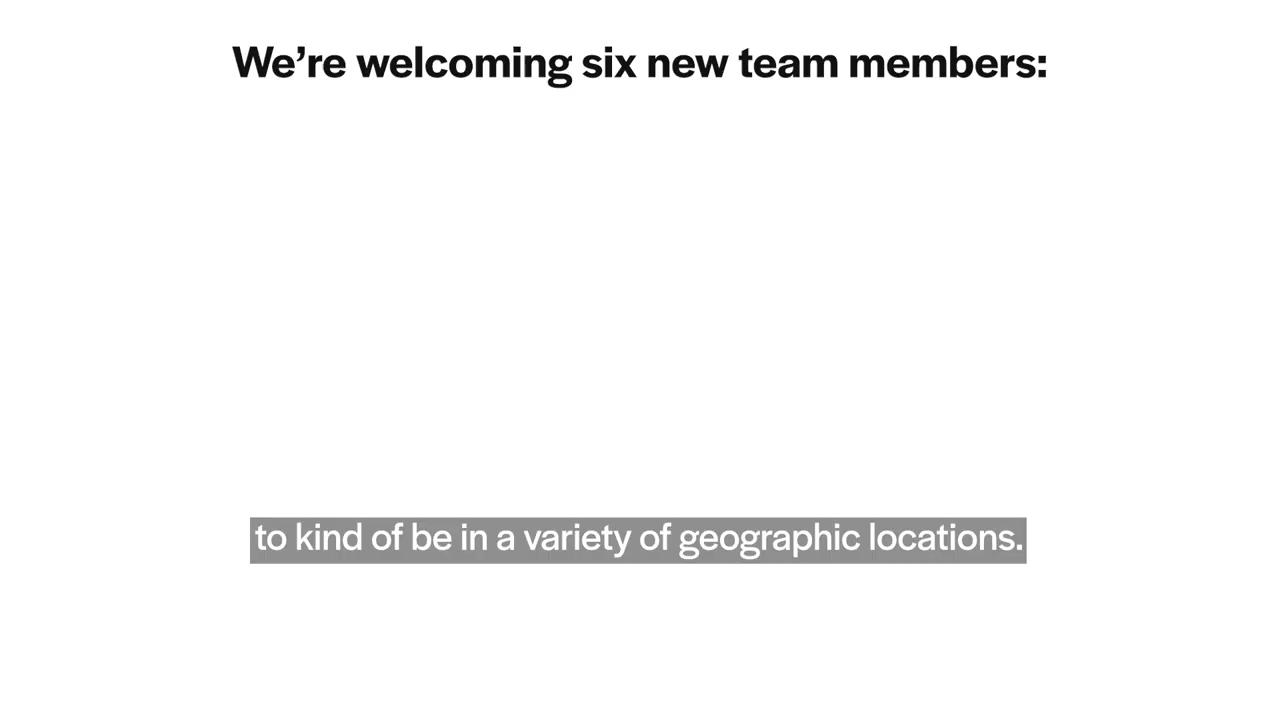 We’re welcoming six new team members:
to kind of be in a variety of geographic locations.